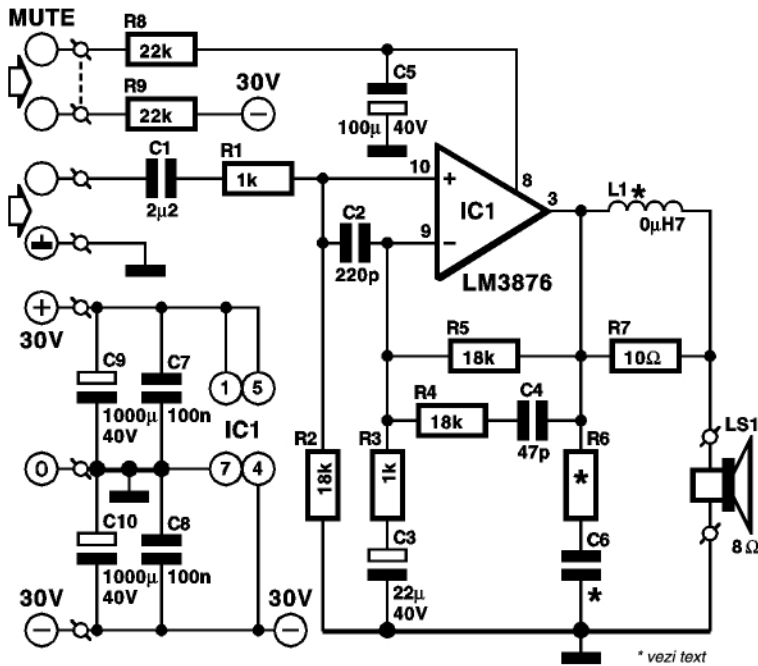 MUTE
R8
22k
R9
22k
30V
C5
100µ 40V
C1
2µ2
R1
1k
10
+
8
IC1
3
9
−
LM3876
C2
220p
L1*
0µH7
+
30V
C9
1000µ
40V
C7
100n
1 5
IC1
R5
18k
R7
10Ω
R4
18k
C4
47p
R2
18k
R3
1k
R6
*
LS1
8Ω
0
7 4
C10
1000µ
40V
C8
100n
C3
22µ
40V
C6
*
30V
−
30V
−
* vezi text